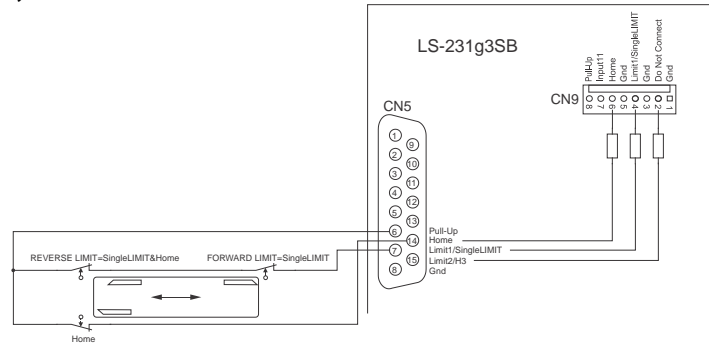 LS-231g3SB
Pull-Up
Input11
Home
Gnd
Limit1/SingleLIMIT
Gnd
Do Not Connect
Gnd
CN9
8
7
6
5
4
3
2
1
CN5
1
9
2
10
3
11
4
12
5
13
6
Pull-Up
14
Home
7
Limit1/SingleLIMIT
15
Limit2/H3
8
Gnd
REVERSE LIMIT=SingleLIMIT&Home
FORWARD LIMIT=SingleLIMIT
Home